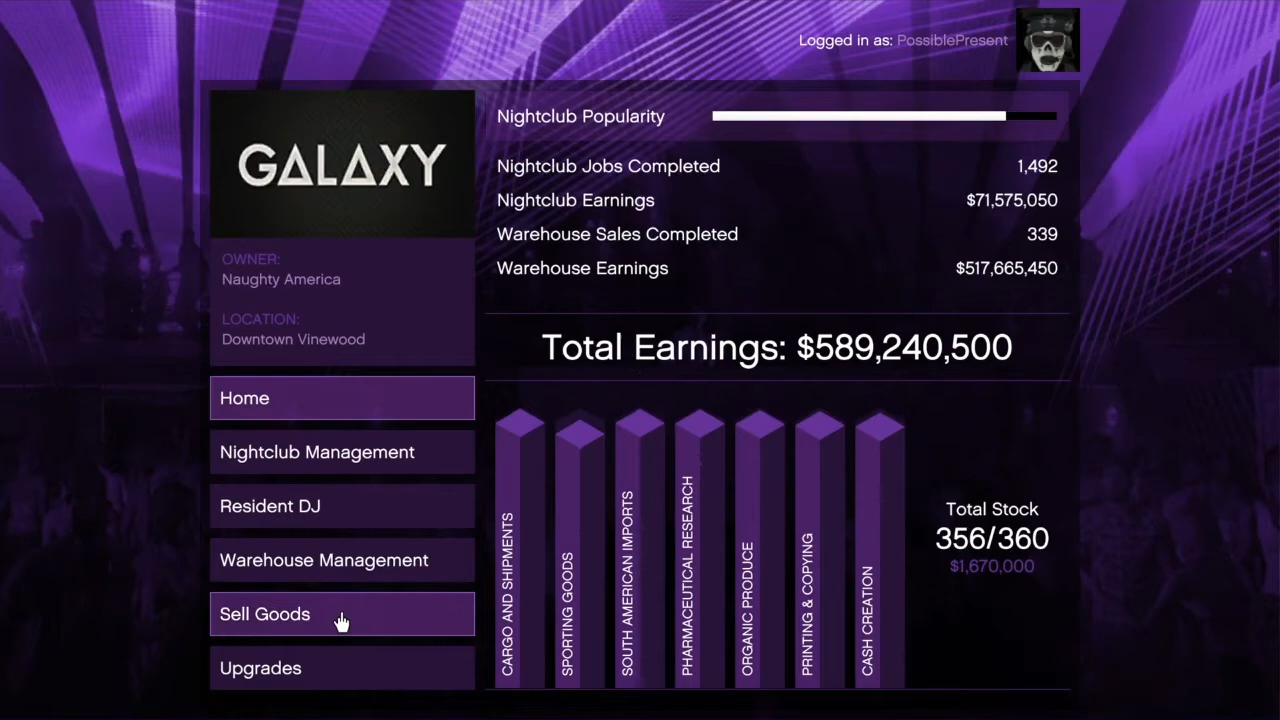 Logged in as: PossiblePresent
GALAXY
OWNER:
Naughty America
LOCATION:
Downtown Vinewood
Home
Nightclub Management
Resident DJ
Warehouse Management
Sell Goods
Upgrades
Nightclub Popularity
Nightclub Jobs Completed 1,492
Nightclub Earnings $71,575,050
Warehouse Sales Completed 339
Warehouse Earnings $517,665,450
Total Earnings: $589,240,500
CARGO AND SHIPMENTS
SPORTING GOODS
SOUTH AMERICAN IMPORTS
PHARMACEUTICAL RESEARCH
ORGANIC PRODUCE
PRINTING & COPYING
CASH CREATION
Total Stock
356/360
$1,670,000